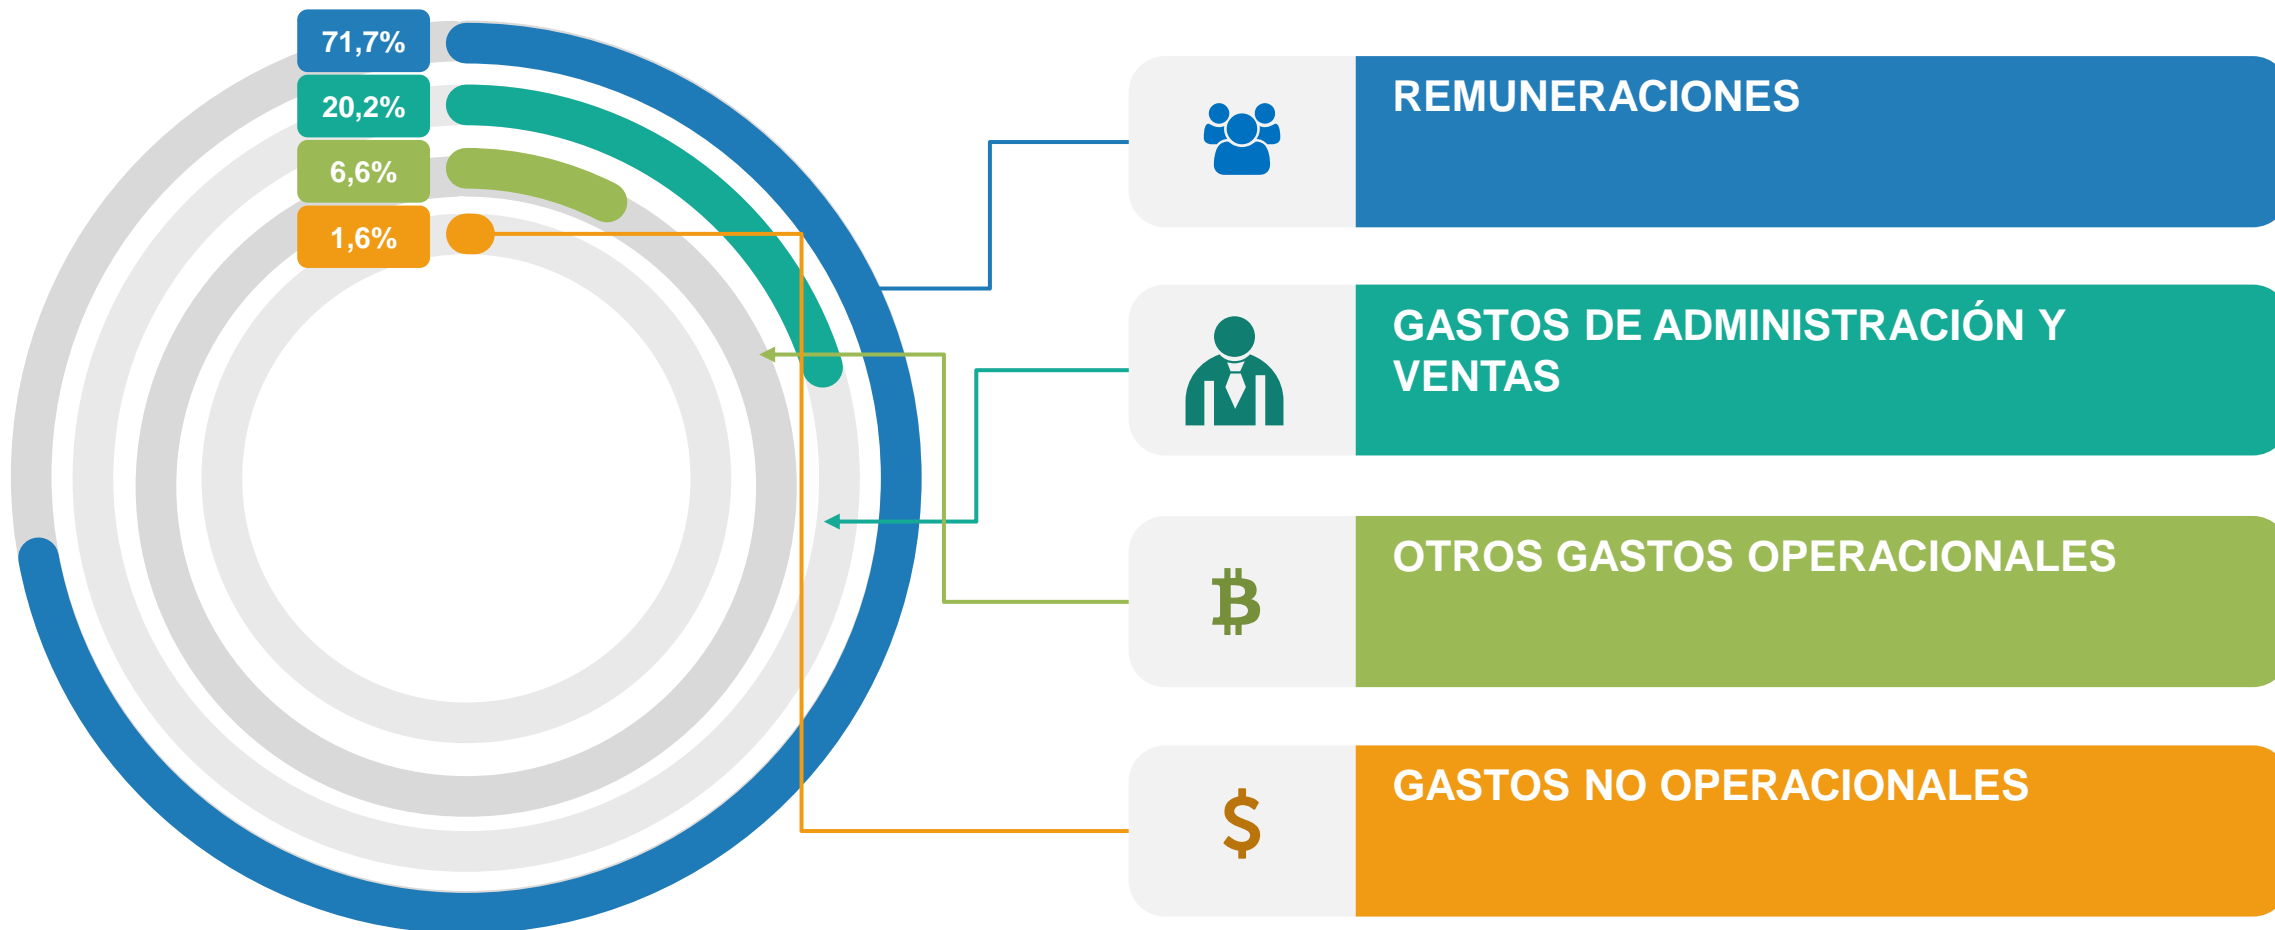 71,7%
20,2%
6,6%
1,6%
REMUNERACIONES
GASTOS DE ADMINISTRACIÓN Y
VENTAS
OTROS GASTOS OPERACIONALES
GASTOS NO OPERACIONALES